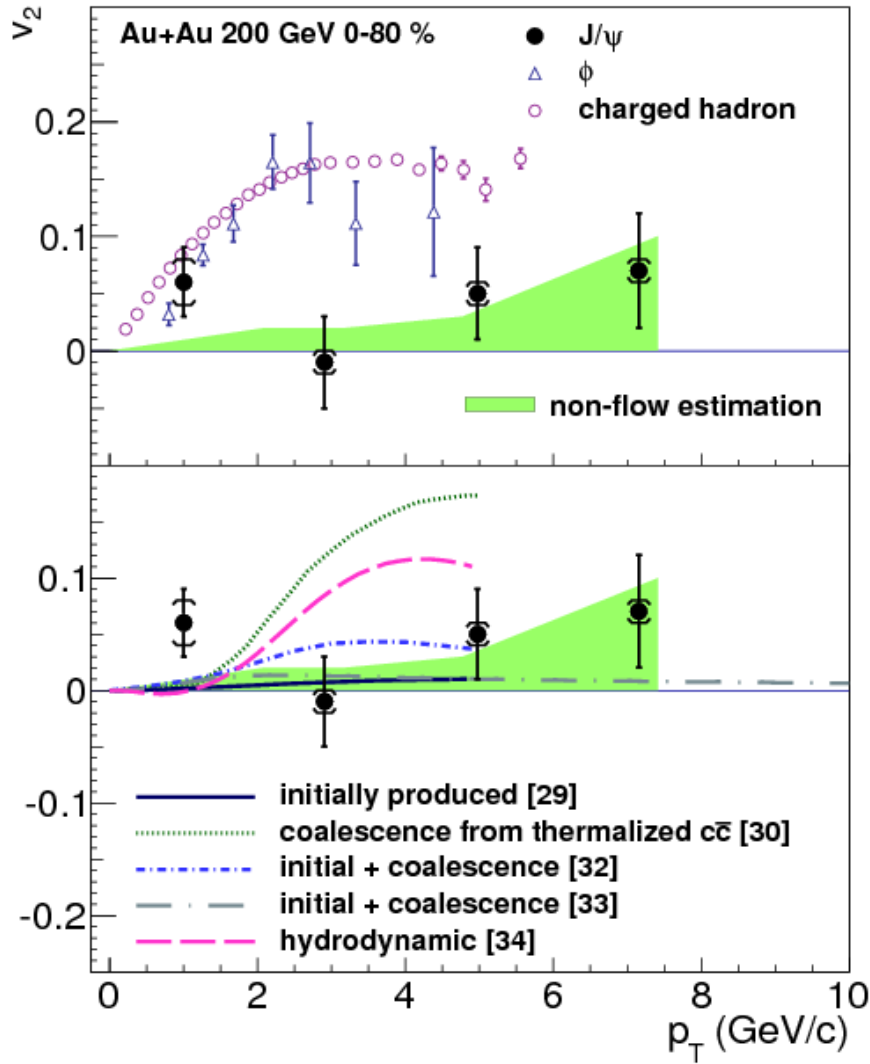 v₂
Au+Au 200 GeV 0-80 %
J/ψ
ϕ
charged hadron
0.2
0.1
0
non-flow estimation
0.1
0
initially produced [29]
-0.1
coalescence from thermalized cc̅ [30]
initial + coalescence [32]
initial + coalescence [33]
-0.2
hydrodynamic [34]
0 2 4 6 8 10
p_T (GeV/c)